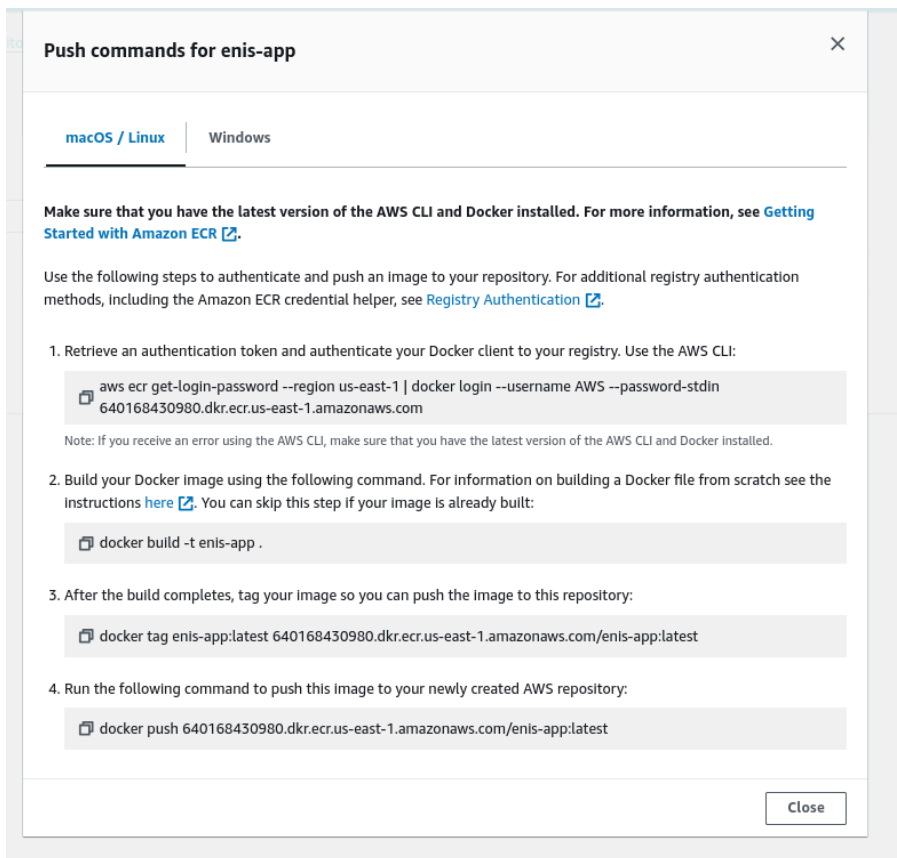 Push commands for enis-app
macOS / Linux
Windows
Make sure that you have the latest version of the AWS CLI and Docker installed. For more information, see Getting
Started with Amazon ECR.
Use the following steps to authenticate and push an image to your repository. For additional registry authentication
methods, including the Amazon ECR credential helper, see Registry Authentication.
1. Retrieve an authentication token and authenticate your Docker client to your registry. Use the AWS CLI:
aws ecr get-login-password --region us-east-1 | docker login --username AWS --password-stdin
640168430980.dkr.ecr.us-east-1.amazonaws.com
Note: If you receive an error using the AWS CLI, make sure that you have the latest version of the AWS CLI and Docker installed.
2. Build your Docker image using the following command. For information on building a Docker file from scratch see the
instructions here. You can skip this step if your image is already built:
docker build -t enis-app .
3. After the build completes, tag your image so you can push the image to this repository:
docker tag enis-app:latest 640168430980.dkr.ecr.us-east-1.amazonaws.com/enis-app:latest
4. Run the following command to push this image to your newly created AWS repository:
docker push 640168430980.dkr.ecr.us-east-1.amazonaws.com/enis-app:latest
Close